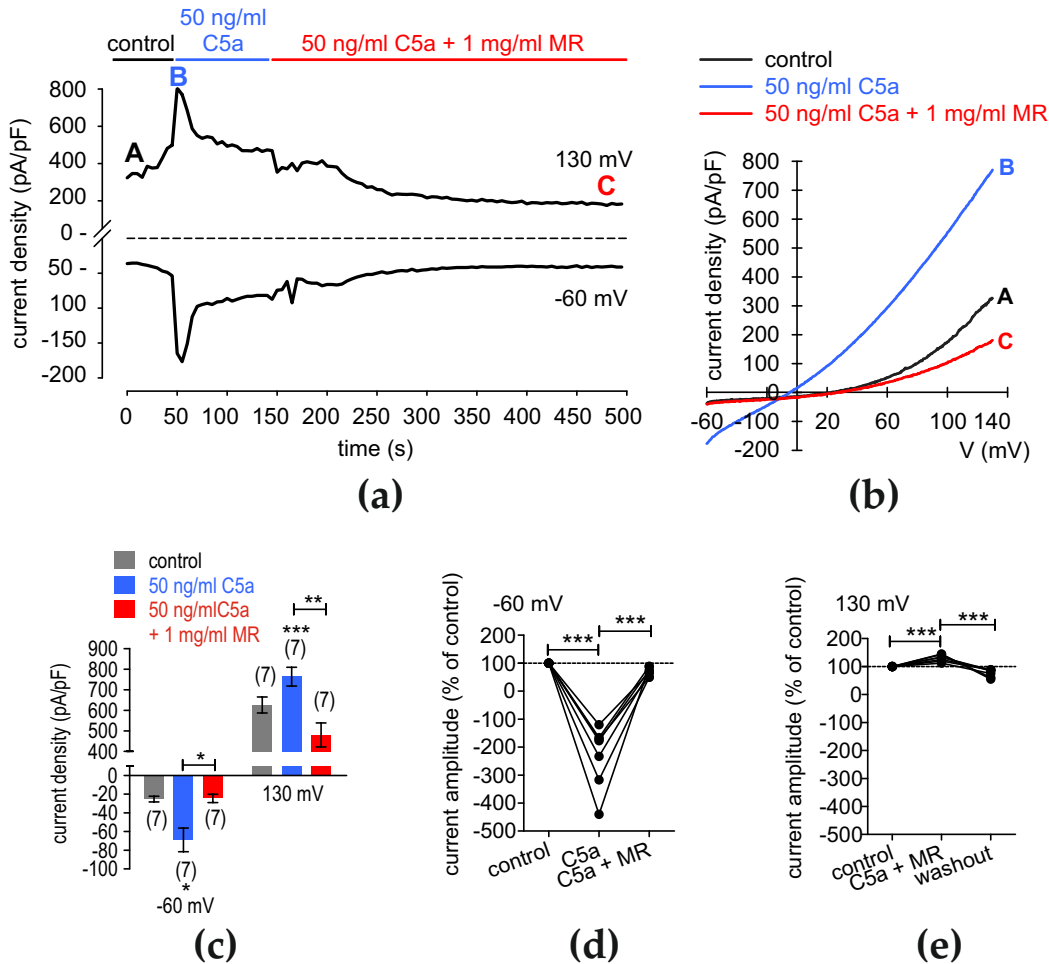 control
50 ng/ml
C5a
50 ng/ml C5a + 1 mg/ml MR
B
800
600
A
400
130 mV
200
C
0 -
50 -
-60 mV
100
-150
-200
current density (pA/pF)
0 50 100 150 200 250 300 350 400 450 500
time (s)
(a)
control
50 ng/ml C5a
50 ng/ml C5a + 1 mg/ml MR
800
B
700
600
500
400
300
A
200
C
100
0
-60 -20 20 60 100 140
-100
-200
V (mV)
current density (pA/pF)
(b)
control
50 ng/ml C5a
50 ng/mlC5a
+ 1 mg/ml MR
**
***
(7) (7) (7)
900
800
700
600
500
400
0
-20
-40
-60
-80
-100
current density (pA/pF)
130 mV
*
(7) (7) (7)
*
-60 mV
(c)
-60 mV
*** ***
200
100
0
-100
-200
-300
-400
-500
current amplitude (% of control)
control C5a C5a + MR
(d)
130 mV
*** ***
200
100
0
-100
-200
-300
-400
-500
current amplitude (% of control)
control C5a + MR washout
(e)